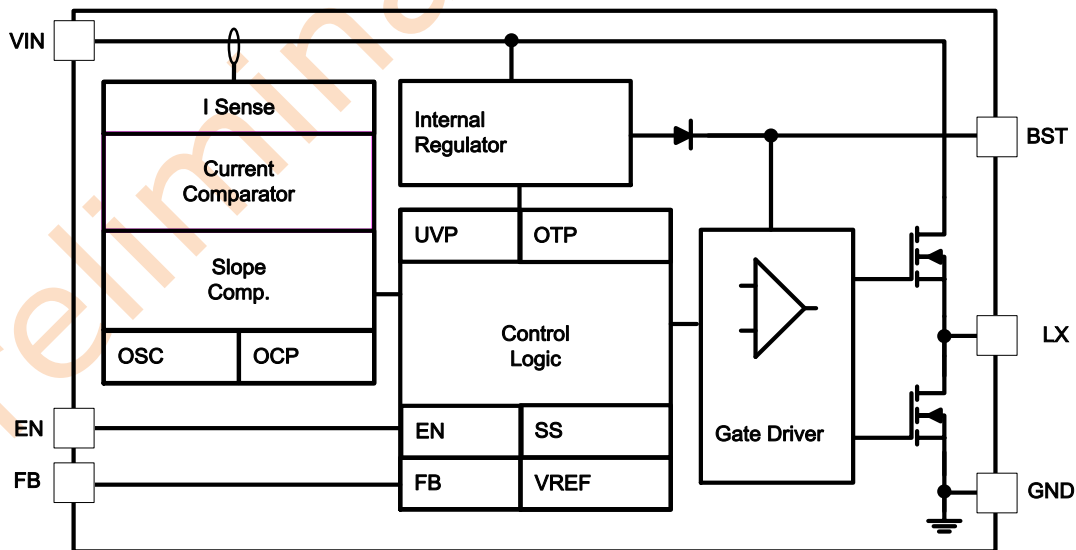 VIN
I Sense
Current
Comparator
Slope
Comp.
OSC
OCP
Internal
Regulator
UVP
OTP
Control
Logic
EN
SS
FB
VREF
Gate Driver
EN
FB
BST
LX
GND
relimina